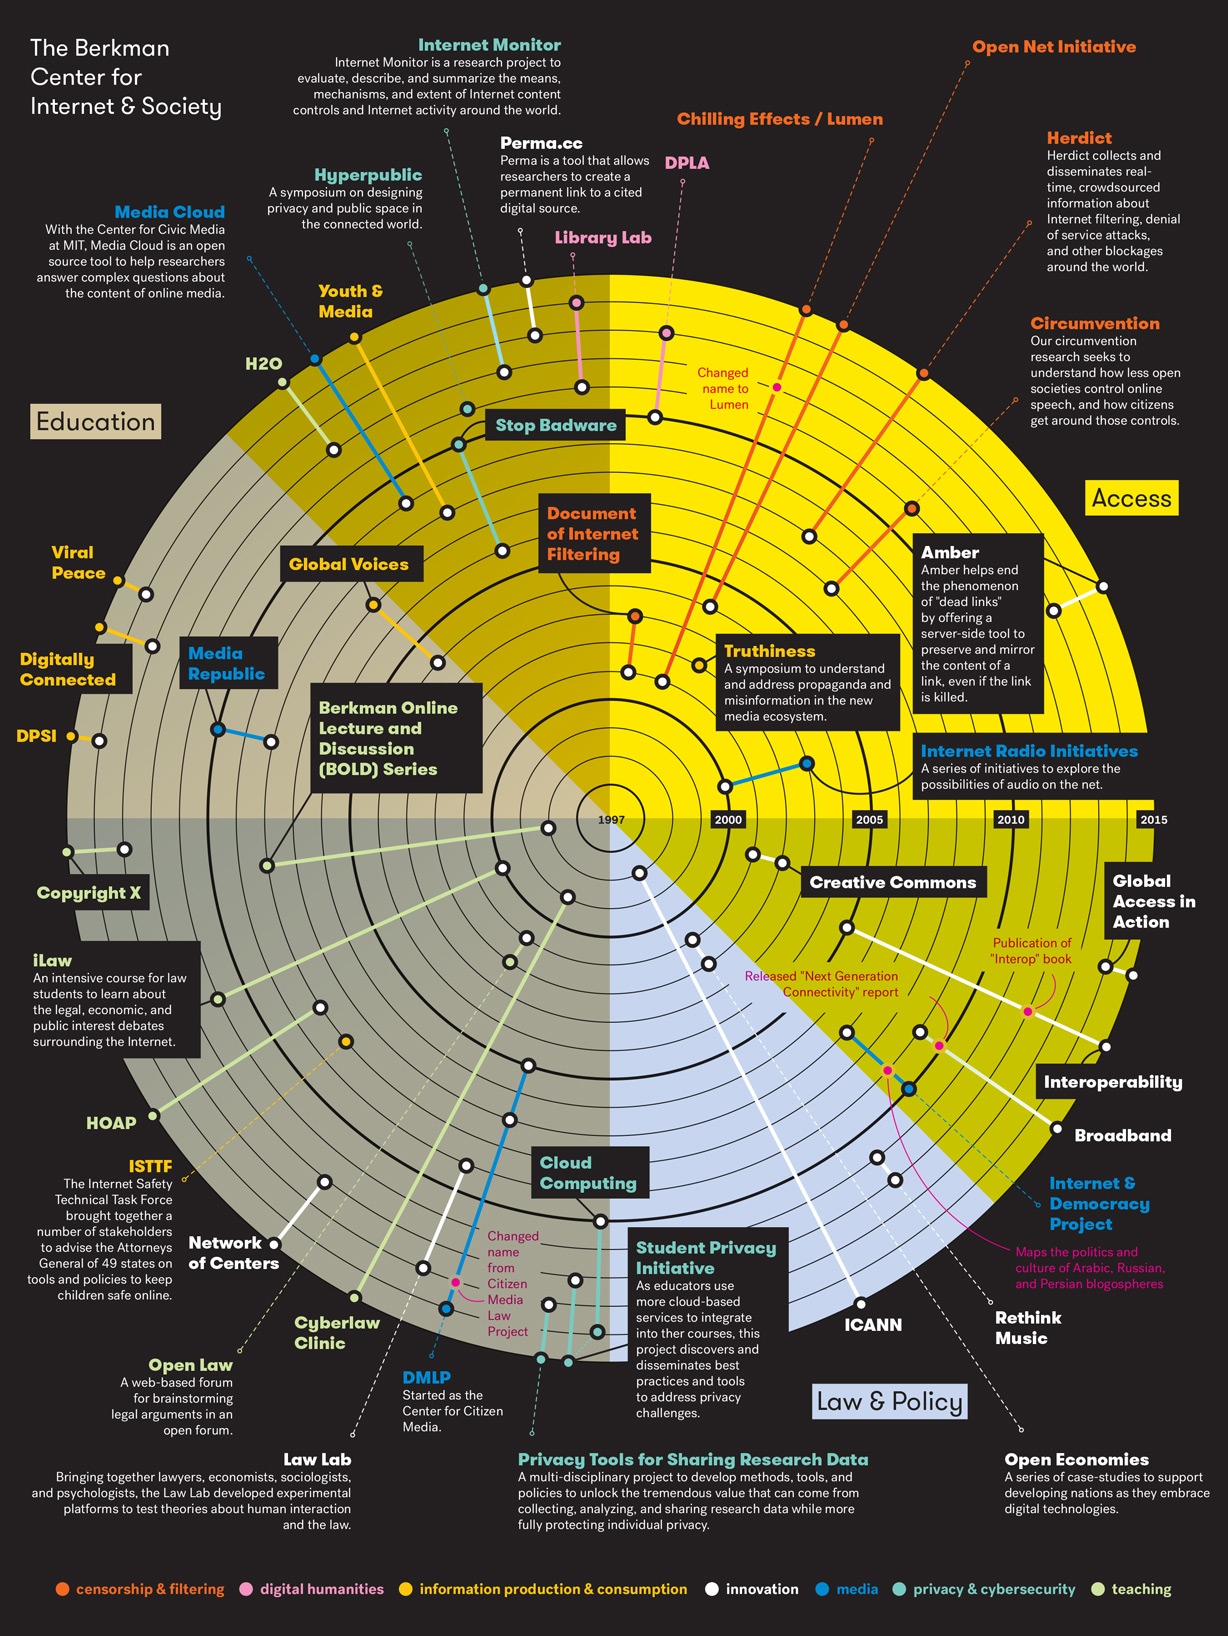 The Berkman
Center for
Internet & Society
Internet Monitor
Internet Monitor is a research project to
evaluate, describe, and summarize the means,
mechanisms, and extent of Internet content
controls and Internet activity around the world.
Open Net Initiative
Chilling Effects / Lumen
Perma.cc
Perma is a tool that allows
researchers to create a
permanent link to a cited
digital source.
DPLA
Herdict
Herdict collects and
disseminates real-
time, crowdsourced
information about
Internet filtering, denial
of service attacks,
and other blockages
around the world.
Hyperpublic
A symposium on designing
privacy and public space in
the connected world.
Media Cloud
With the Center for Civic Media
at MIT, Media Cloud is an open
source tool to help researchers
answer complex questions about
the content of online media.
Library Lab
Youth &
Media
H2O
Circumvention
Our circumvention
research seeks to
understand how less open
societies control online
speech, and how citizens
get around those controls.
Changed
name to
Lumen
Education
Stop Badware
Access
Document
of Internet
Filtering
Viral
Peace
Global Voices
Amber
Amber helps end
the phenomenon
of "dead links"
by offering a
server-side tool to
preserve and mirror
the content of a
link, even if the link
is killed.
Digitally
Connected
Media
Republic
Truthiness
A symposium to understand
and address propaganda and
misinformation in the new
media ecosystem.
Berkman Online
Lecture and
Discussion
(BOLD) Series
DPSI
Internet Radio Initiatives
A series of initiatives to explore the
possibilities of audio on the net.
1997
2000
2005
2010
2015
Copyright X
Creative Commons
Global
Access in
Action
iLaw
An intensive course for law
students to learn about
the legal, economic, and
public interest debates
surrounding the Internet.
Publication of
"Interop" book
Released "Next Generation
Connectivity" report
Interoperability
HOAP
Broadband
ISTTF
The Internet Safety
Technical Task Force
brought together a
number of stakeholders
to advise the Attorneys
General of 49 states on
tools and policies to keep
children safe online.
Cloud
Computing
Internet &
Democracy
Project
Network
of Centers
Changed
name
from
Citizen
Media
Law
Project
Student Privacy
Initiative
As educators use
more cloud-based
services to integrate
into ther courses, this
project discovers and
disseminates best
practices and tools
to address privacy
challenges.
Maps the politics and
culture of Arabic, Russian,
and Persian blogospheres
Cyberlaw
Clinic
ICANN
Rethink
Music
Open Law
A web-based forum
for brainstorming
legal arguments in an
open forum.
DMLP
Started as the
Center for Citizen
Media.
Law & Policy
Law Lab
Bringing together lawyers, economists, sociologists,
and psychologists, the Law Lab developed experimental
platforms to test theories about human interaction
and the law.
Privacy Tools for Sharing Research Data
A multi-disciplinary project to develop methods, tools, and
policies to unlock the tremendous value that can come from
collecting, analyzing, and sharing research data while more
fully protecting individual privacy.
Open Economies
A series of case-studies to support
developing nations as they embrace
digital technologies.
censorship & filtering
digital humanities
information production & consumption
innovation
media
privacy & cybersecurity
teaching